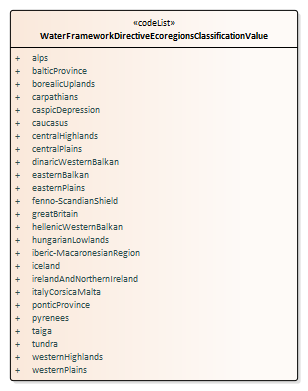 «codeList»
WaterFrameworkDirectiveEcoregionsClassificationValue
+ alps
+ balticProvince
+ borealicUplands
+ carpathians
+ caspicDepression
+ caucasus
+ centralHighlands
+ centralPlains
+ dinaricWesternBalkan
+ easternBalkan
+ easternPlains
+ fenno-ScandianShield
+ greatBritain
+ hellenicWesternBalkan
+ hungarianLowlands
+ iberic-MacaronesianRegion
+ iceland
+ irelandAndNorthernIreland
+ italyCorsicaMalta
+ ponticProvince
+ pyrenees
+ taiga
+ tundra
+ westernHighlands
+ westernPlains